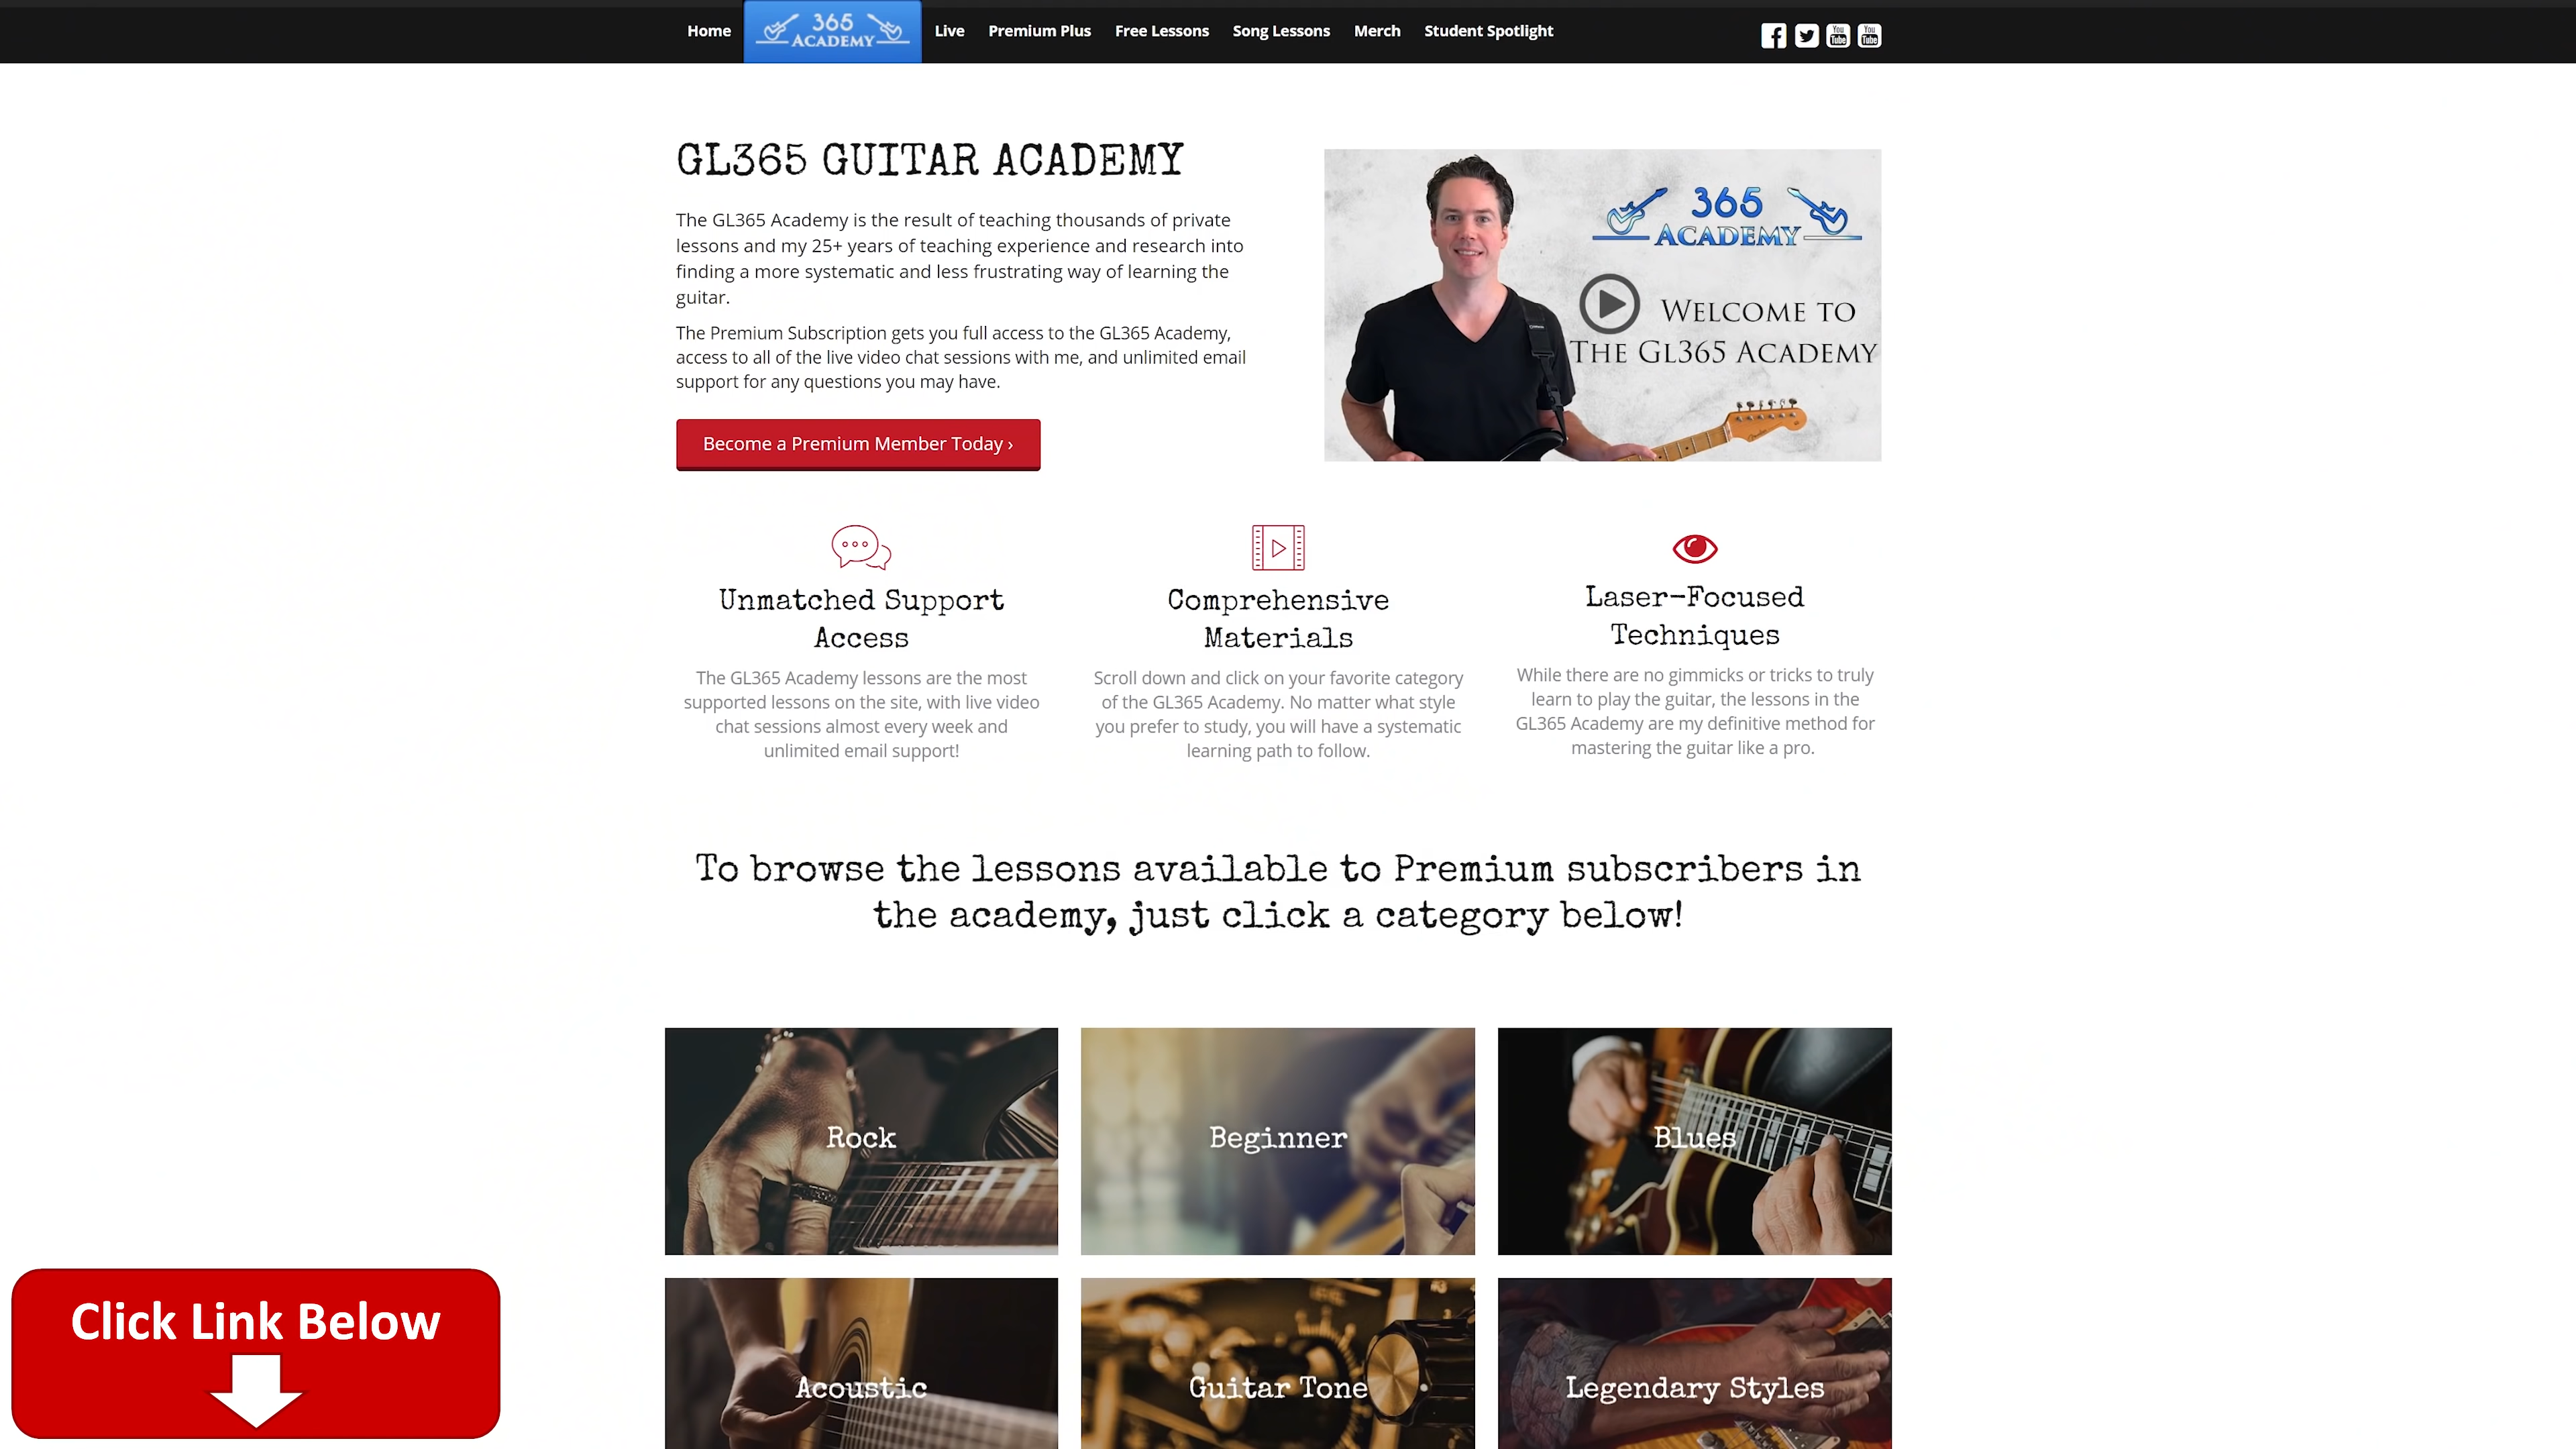 Home
365
ACADEMY
Live
Premium Plus
Free Lessons
Song Lessons
Merch
Student Spotlight
You
Tube
You
Tube
GL365 GUITAR ACADEMY
The GL365 Academy is the result of teaching thousands of private
lessons and my 25+ years of teaching experience and research into
finding a more systematic and less frustrating way of learning the
guitar.
The Premium Subscription gets you full access to the GL365 Academy,
access to all of the live video chat sessions with me, and unlimited email
support for any questions you may have.
Become a Premium Member Today ›
365
ACADEMY
WELCOME TO
THE GL365 ACADEMY
Unmatched Support
Access
The GL365 Academy lessons are the most
supported lessons on the site, with live video
chat sessions almost every week and
unlimited email support!
Comprehensive
Materials
Scroll down and click on your favorite category
of the GL365 Academy. No matter what style
you prefer to study, you will have a systematic
learning path to follow.
Laser-Focused
Techniques
While there are no gimmicks or tricks to truly
learn to play the guitar, the lessons in the
GL365 Academy are my definitive method for
mastering the guitar like a pro.
To browse the lessons available to Premium subscribers in
the academy, just click a category below!
Rock
Beginner
Blues
Acoustic
Guitar Tone
Legendary Styles
Click Link Below